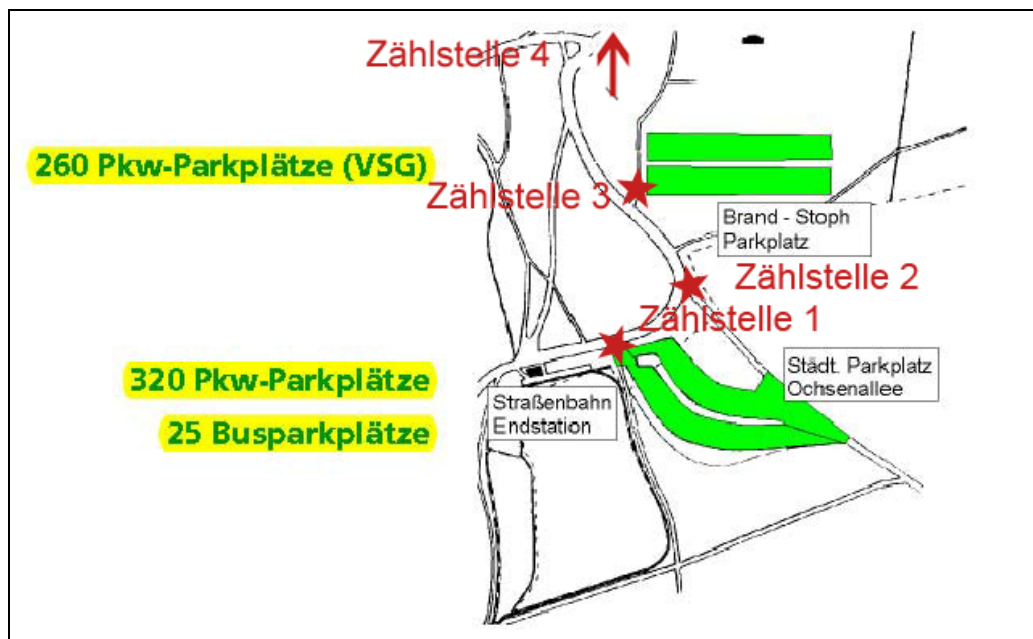 Zählstelle 4
260 Pkw-Parkplätze (VSG)
Zählstelle 3
Brand - Stoph
Parkplatz
Zählstelle 2
Zählstelle 1
320 Pkw-Parkplätze
25 Busparkplätze
Straßenbahn
Endstation
Städt. Parkplatz
Ochsenallee